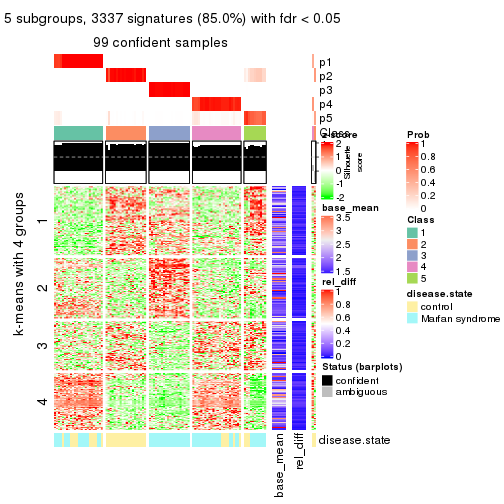 5 subgroups, 3337 signatures (85.0%) with fdr < 0.05
99 confident samples
p1
p2
p3
p4
p5
Class
z-score
2
1
0
-1
-2
Silhouette
score
Prob
1
0.8
0.6
0.4
0.2
0
base_mean
3.5
3
2.5
2
1.5
Class
1
2
3
4
5
rel_diff
1
0.8
0.6
0.4
0.2
0
disease.state
control
Marfan syndrome
Status (barplots)
confident
ambiguous
k-means with 4 groups
1
2
3
4
disease.state
base_mean
rel_diff